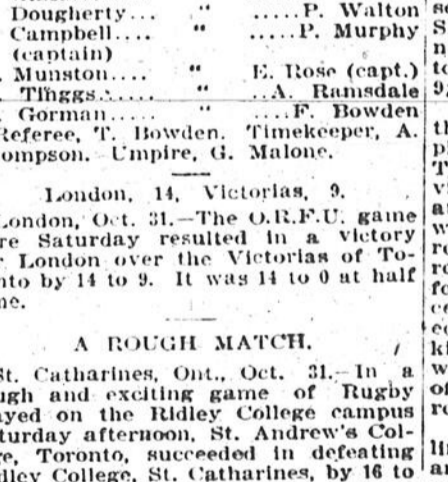 Dougherty... " .....P. Walton
Campbell.... " .....P. Murphy
(captain)
. Munston.... " E. Rose (capt.)
. Tinggs...... " ..A. Ramsdale
. Gorman..... " ....F. Bowden
Referee, T. Bowden. Timekeeper, A.
ompson. Umpire, G. Malone.
London, 14, Victorias, 9.
London, Oct. 31.—The O.R.F.U. game
re Saturday resulted in a victory
r London over the Victorias of To-
nto by 14 to 9. It was 14 to 0 at half
me.
A ROUGH MATCH.
St. Catharines, Ont., Oct. 31.—In a
ugh and exciting game of Rugby
ayed on the Ridley College campus
turday afternoon, St. Andrew's Col-
ge, Toronto, succeeded in defeating
dley College, St. Catharines, by 16 to